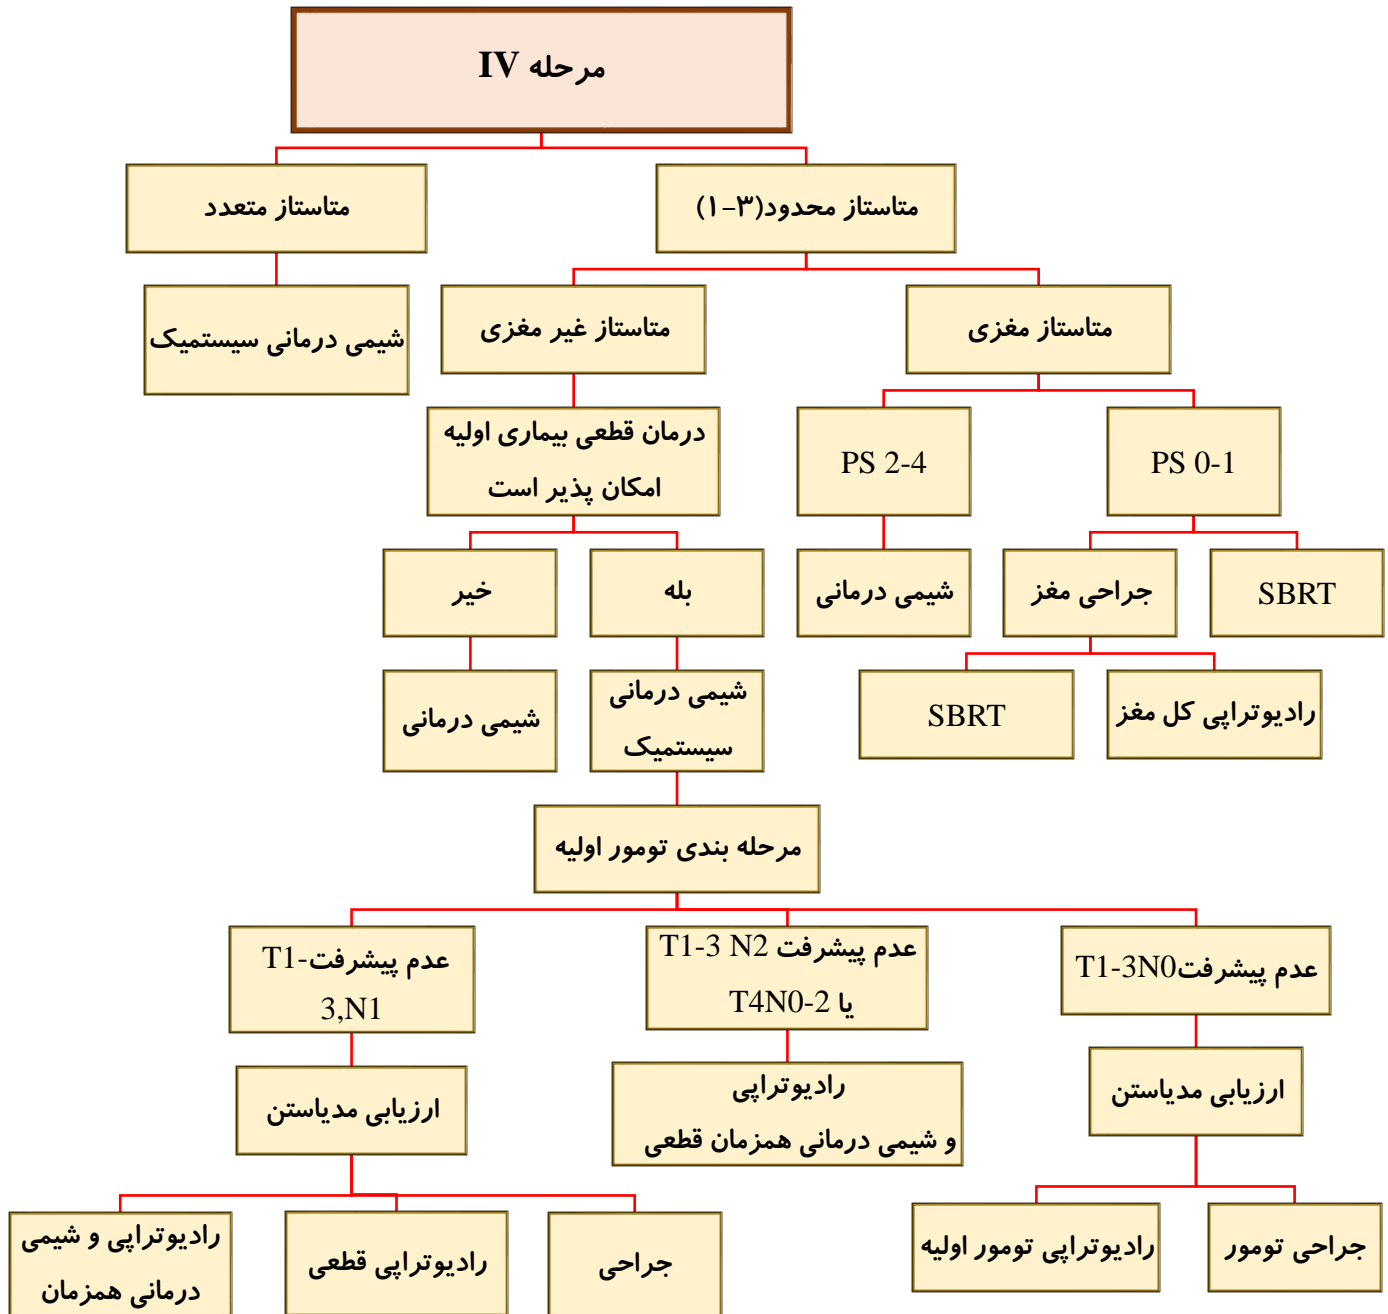 مرحله IV
متاستاز محدود(۳-۱)
متاستاز متعدد
متاستاز مغزی
متاستاز غیر مغزی
شیمی درمانی سیستمیک
PS 0-1
PS 2-4
درمان قطعی بیماری اولیه
امکان پذیر است
SBRT
جراحی مغز
شیمی درمانی
بله
خیر
رادیوتراپی کل مغز
SBRT
شیمی درمانی
سیستمیک
شیمی درمانی
مرحله بندی تومور اولیه
عدم پیشرفتT1-3N0
عدم پیشرفت T1-3 N2
یا T4N0-2
عدم پیشرفت-T1
3,N1
ارزیابی مدیاستن
رادیوتراپی
و شیمی درمانی همزمان قطعی
ارزیابی مدیاستن
جراحی تومور
رادیوتراپی تومور اولیه
جراحی
رادیوتراپی قطعی
رادیوتراپی و شیمی
درمانی همزمان